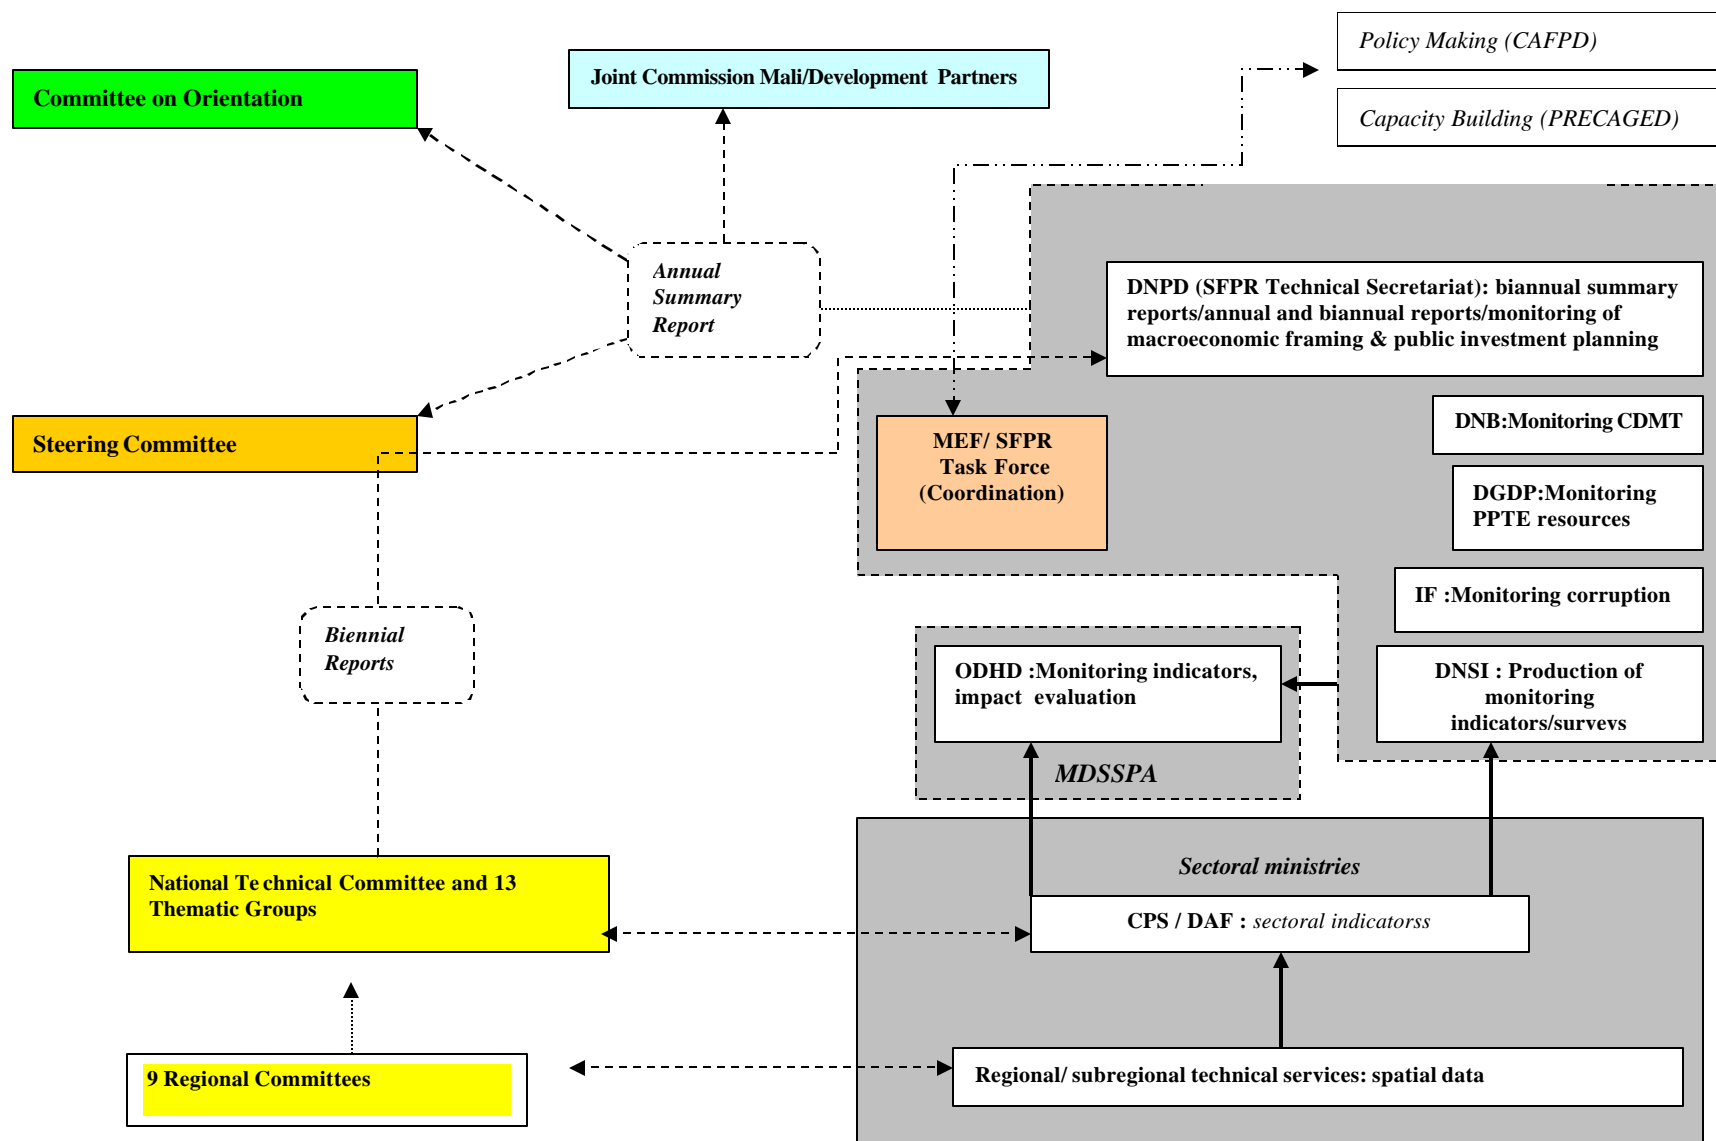 Policy Making (CAFPD)
Joint Commission Mali/Development Partners
Committee on Orientation
Capacity Building (PRECAGED)
Annual
Summary
Report
DNPD (SFPR Technical Secretariat): biannual summary
reports/annual and biannual reports/monitoring of
macroeconomic framing & public investment planning
Steering Committee
MEF/ SFPR
Task Force
(Coordination)
DNB:Monitoring CDMT
DGDP:Monitoring
PPTE resources
IF :Monitoring corruption
Biennial
Reports
ODHD :Monitoring indicators,
impact evaluation
DNSI : Production of
monitoring
indicators/surveys
MDSSPA
Sectoral ministries
National Te chnical Committee and 13
Thematic Groups
CPS / DAF : sectoral indicatorss
9 Regional Committees
Regional/ subregional technical services: spatial data